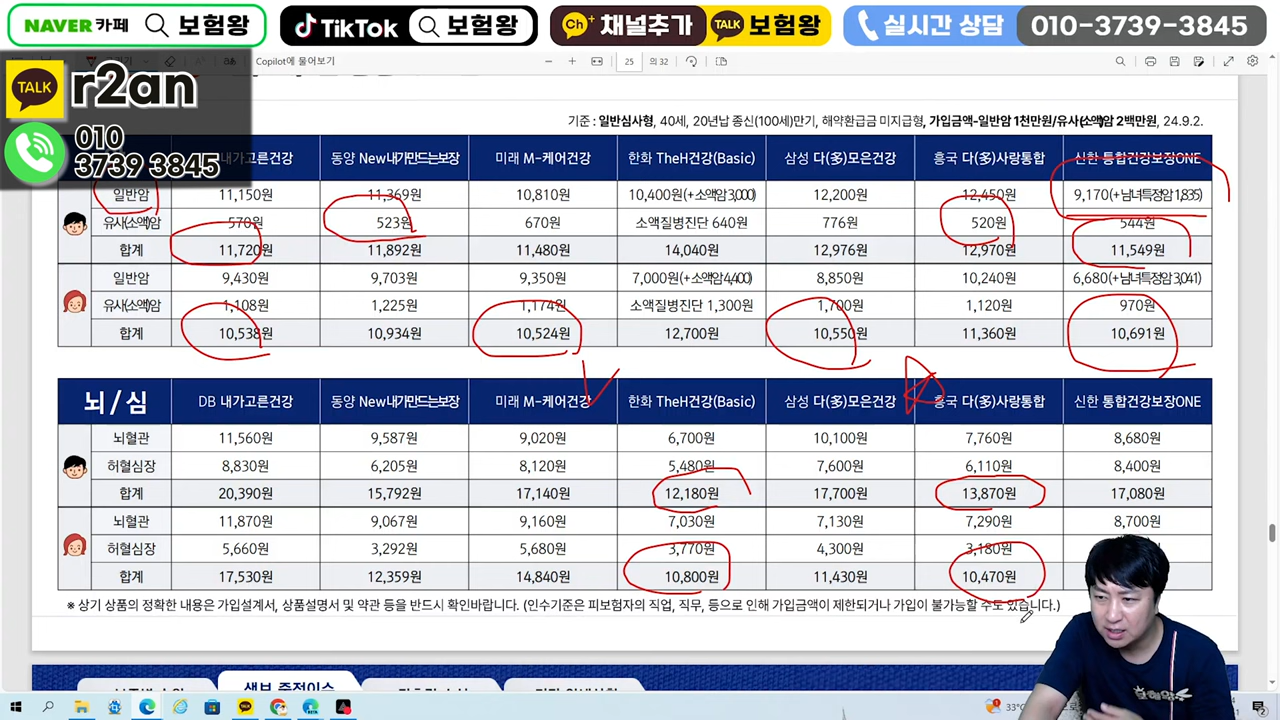 NAVER 카페 보험왕 TikTok 보험왕 Ch+ 채널추가 TALK 보험왕 실시간 상담 010-3739-3845
Copilot에 물어보기 25 의 32
TALK r2an
010
3739 3845
기준 : 일반심사형, 40세, 20년납 종신(100세)만기, 해약환급금 미지급형, 가입금액-일반암 1천만원/유사(소액)암 2백만원, 24.9.2.
내가고른건강 동양 New내가만드는보장 미래 M-케어건강 한화 TheH건강(Basic) 삼성 다(多)모은건강 흥국 다(多)사랑통합 신한 통합건강보장ONE
일반암 11,150원 11,369원 10,810원 10,400원(+소액암3,000) 12,200원 12,450원 9,170(+남녀특정암1,835)
유사(소액)암 570원 523원 670원 소액질병진단 640원 776원 520원 544원
합계 11,720원 11,892원 11,480원 14,040원 12,976원 12,970원 11,549원
일반암 9,430원 9,703원 9,350원 7,000원(+소액암4,400) 8,850원 10,240원 6,680(+남녀특정암3,041)
유사(소액)암 1,108원 1,225원 1,174원 소액질병진단 1,300원 1,700원 1,120원 970원
합계 10,538원 10,934원 10,524원 12,700원 10,550원 11,360원 10,691원
뇌/심 DB 내가고른건강 동양 New내가만드는보장 미래 M-케어건강 한화 TheH건강(Basic) 삼성 다(多)모은건강 흥국 다(多)사랑통합 신한 통합건강보장ONE
뇌혈관 11,560원 9,587원 9,020원 6,700원 10,100원 7,760원 8,680원
허혈심장 8,830원 6,205원 8,120원 5,480원 7,600원 6,110원 8,400원
합계 20,390원 15,792원 17,140원 12,180원 17,700원 13,870원 17,080원
뇌혈관 11,870원 9,067원 9,160원 7,030원 7,130원 7,290원 8,700원
허혈심장 5,660원 3,292원 5,680원 3,770원 4,300원 3,180원
합계 17,530원 12,359원 14,840원 10,800원 11,430원 10,470원
※ 상기 상품의 정확한 내용은 가입설계서, 상품설명서 및 약관 등을 반드시 확인바랍니다. (인수기준은 피보험자의 직업, 직무, 등으로 인해 가입금액이 제한되거나 가입이 불가능할 수도 있습니다.)
33°